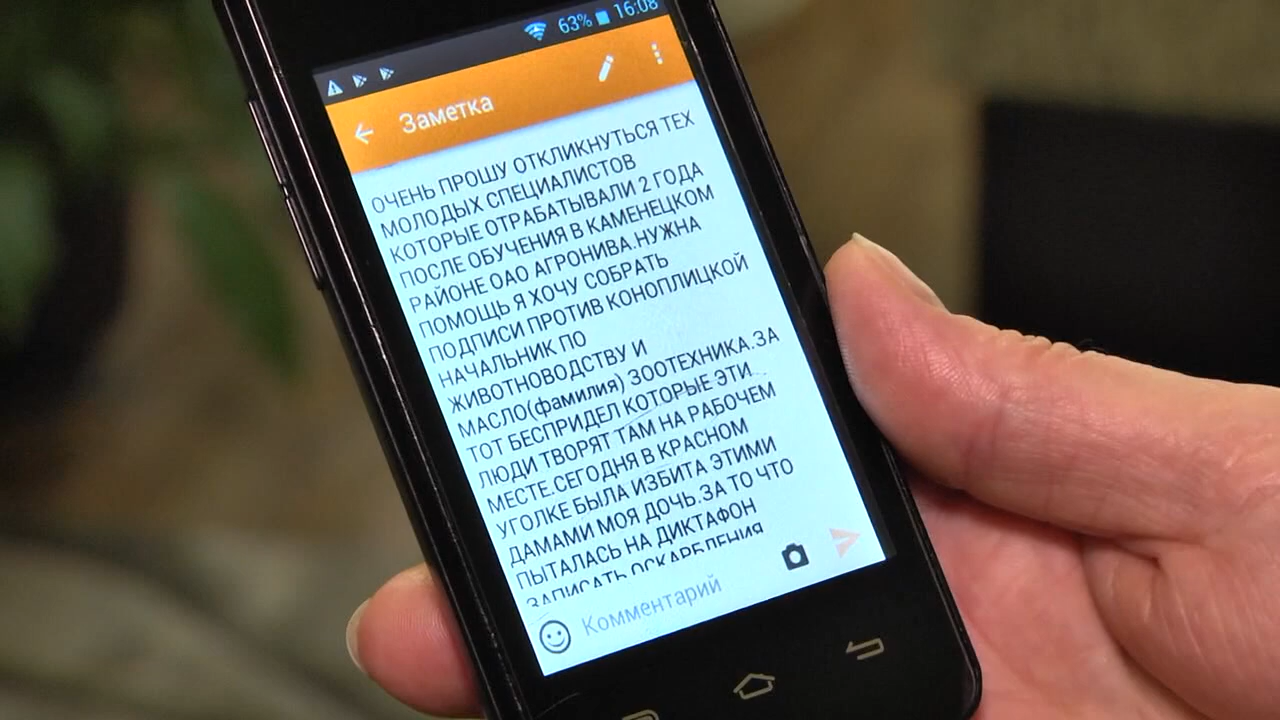 63% 16:08
Заметка
ОЧЕНЬ ПРОШУ ОТКЛИКНУТЬСЯ ТЕХ
МОЛОДЫХ СПЕЦИАЛИСТОВ
КОТОРЫЕ ОТРАБАТЫВАЛИ 2 ГОДА
ПОСЛЕ ОБУЧЕНИЯ В КАМЕНЕЦКОМ
РАЙОНЕ ОАО АГРОНИВА.НУЖНА
ПОМОЩЬ Я ХОЧУ СОБРАТЬ
ПОДПИСИ ПРОТИВ КОНОПЛИЦКОЙ
НАЧАЛЬНИК ПО
ЖИВОТНОВОДСТВУ И
МАСЛО(фамилия) ЗООТЕХНИКА.ЗА
ТОТ БЕСПРИДЕЛ КОТОРЫЕ ЭТИ
ЛЮДИ ТВОРЯТ ТАМ НА РАБОЧЕМ
МЕСТЕ.СЕГОДНЯ В КРАСНОМ
УГОЛКЕ БЫЛА ИЗБИТА ЭТИМИ
ДАМАМИ МОЯ ДОЧЬ.ЗА ТО ЧТО
ПЫТАЛАСЬ НА ДИКТАФОН
ЗАПИСАТЬ ОСКАРБЛЕНИЯ
Комментарий